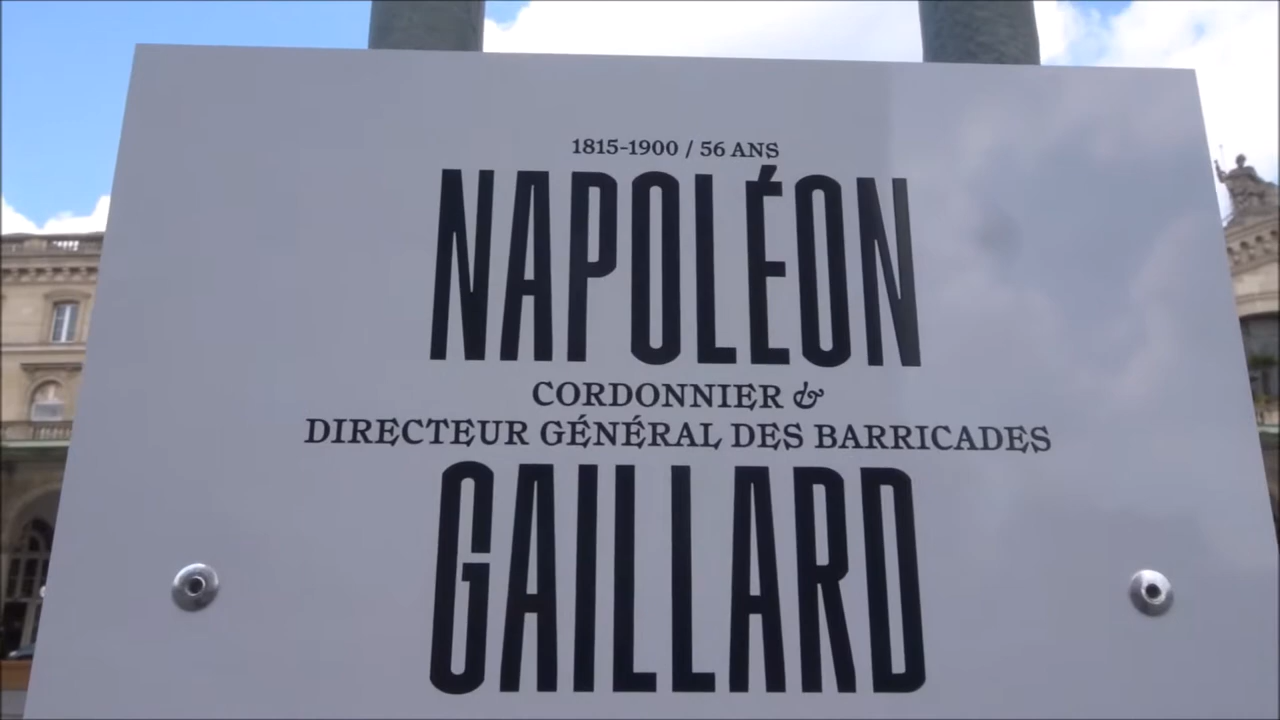 1815-1900 / 56 ANS
NAPOLÉON
CORDONNIER &
DIRECTEUR GÉNÉRAL DES BARRICADES
GAILLARD